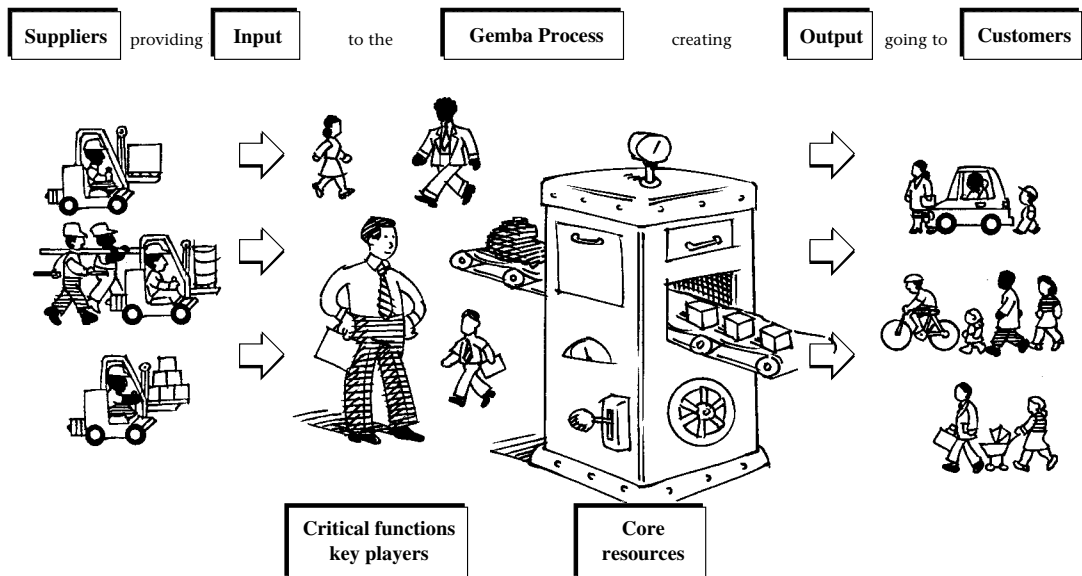 Suppliers providing Input to the Gemba Process creating Output going to Customers
Critical functions
key players
Core
resources